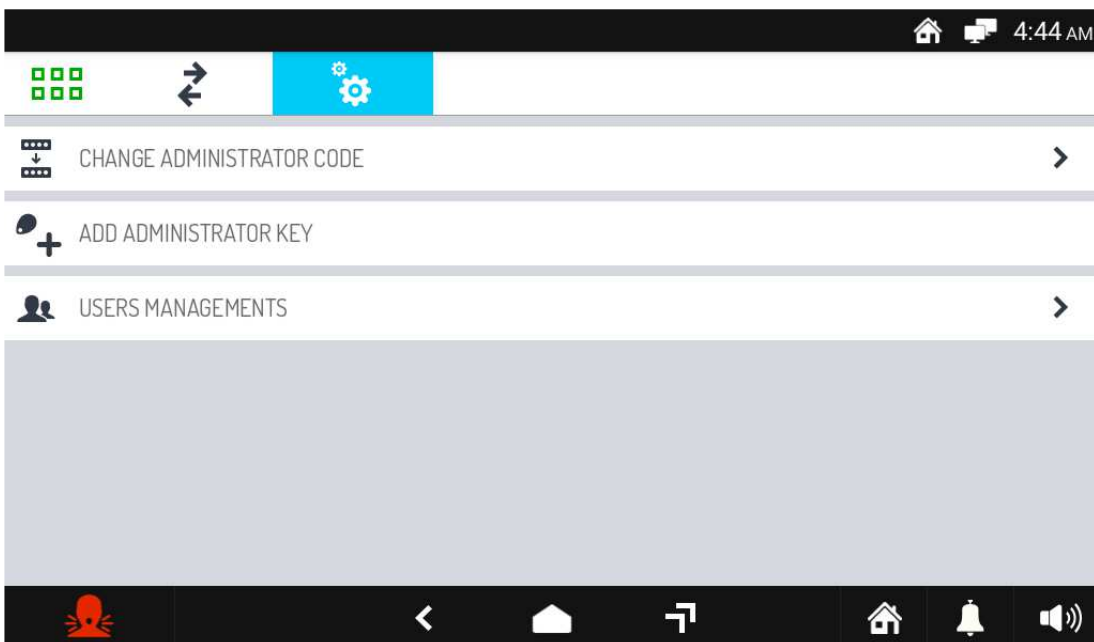 4:44 AM
CHANGE ADMINISTRATOR CODE
ADD ADMINISTRATOR KEY
USERS MANAGEMENTS